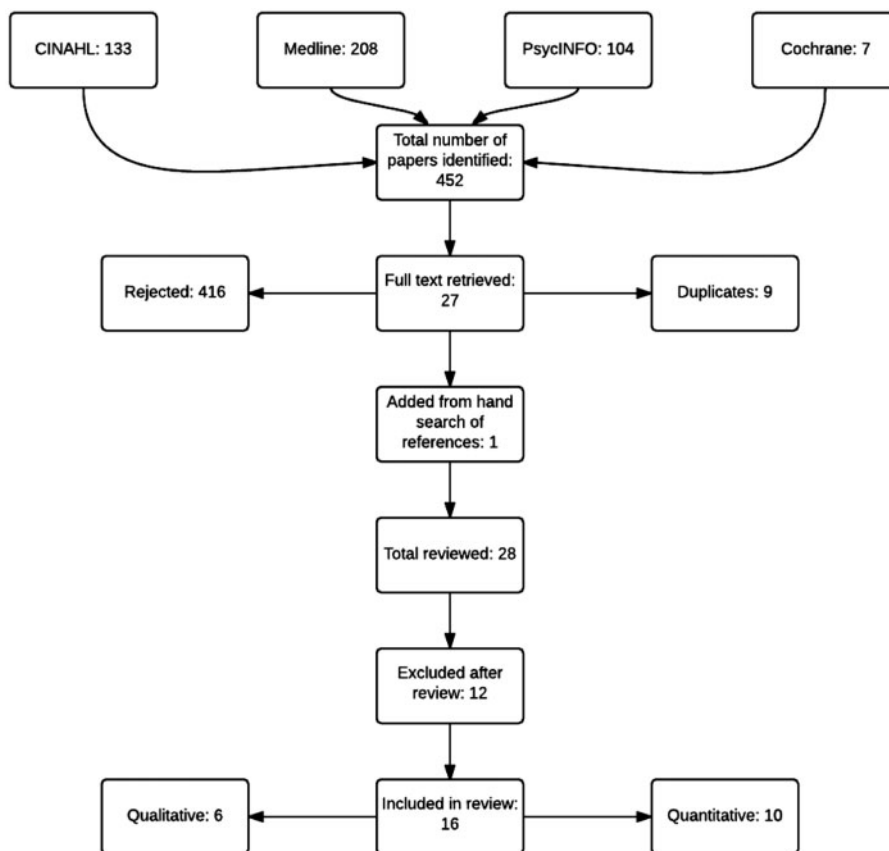 CINAHL: 133
Medline: 208
PsycINFO: 104
Cochrane: 7
Total number of
papers identified:
452
Rejected: 416
Full text retrieved:
27
Duplicates: 9
Added from hand
search of
references: 1
Total reviewed: 28
Excluded after
review: 12
Qualitative: 6
Included in review:
16
Quantitative: 10